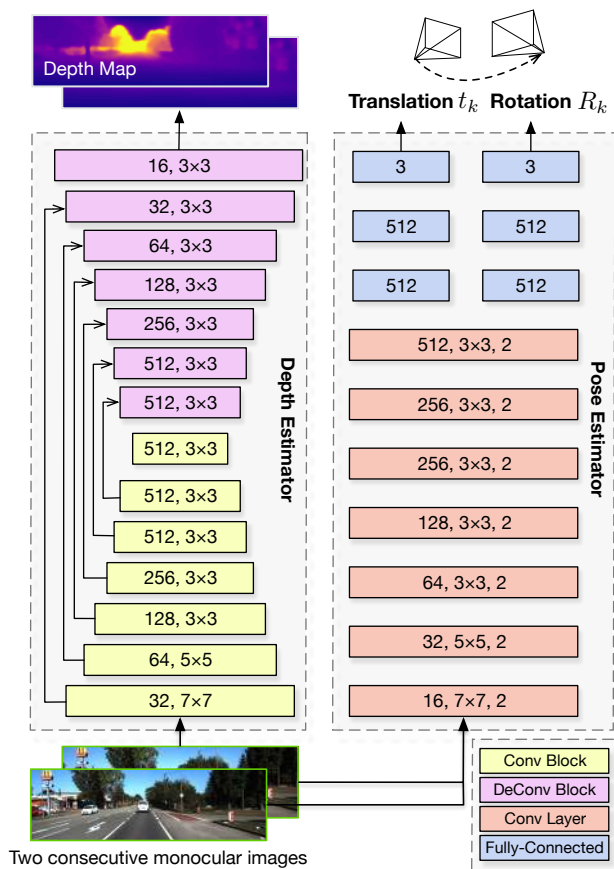 Depth Map
Translation t_k Rotation R_k
16, 3×3
32, 3×3
64, 3×3
128, 3×3
256, 3×3
512, 3×3
512, 3×3
512, 3×3
512, 3×3
512, 3×3
256, 3×3
128, 3×3
64, 5×5
32, 7×7
Depth Estimator
3 3
512 512
512 512
512, 3×3, 2
256, 3×3, 2
256, 3×3, 2
128, 3×3, 2
64, 3×3, 2
32, 5×5, 2
16, 7×7, 2
Pose Estimator
Two consecutive monocular images
Conv Block
DeConv Block
Conv Layer
Fully-Connected